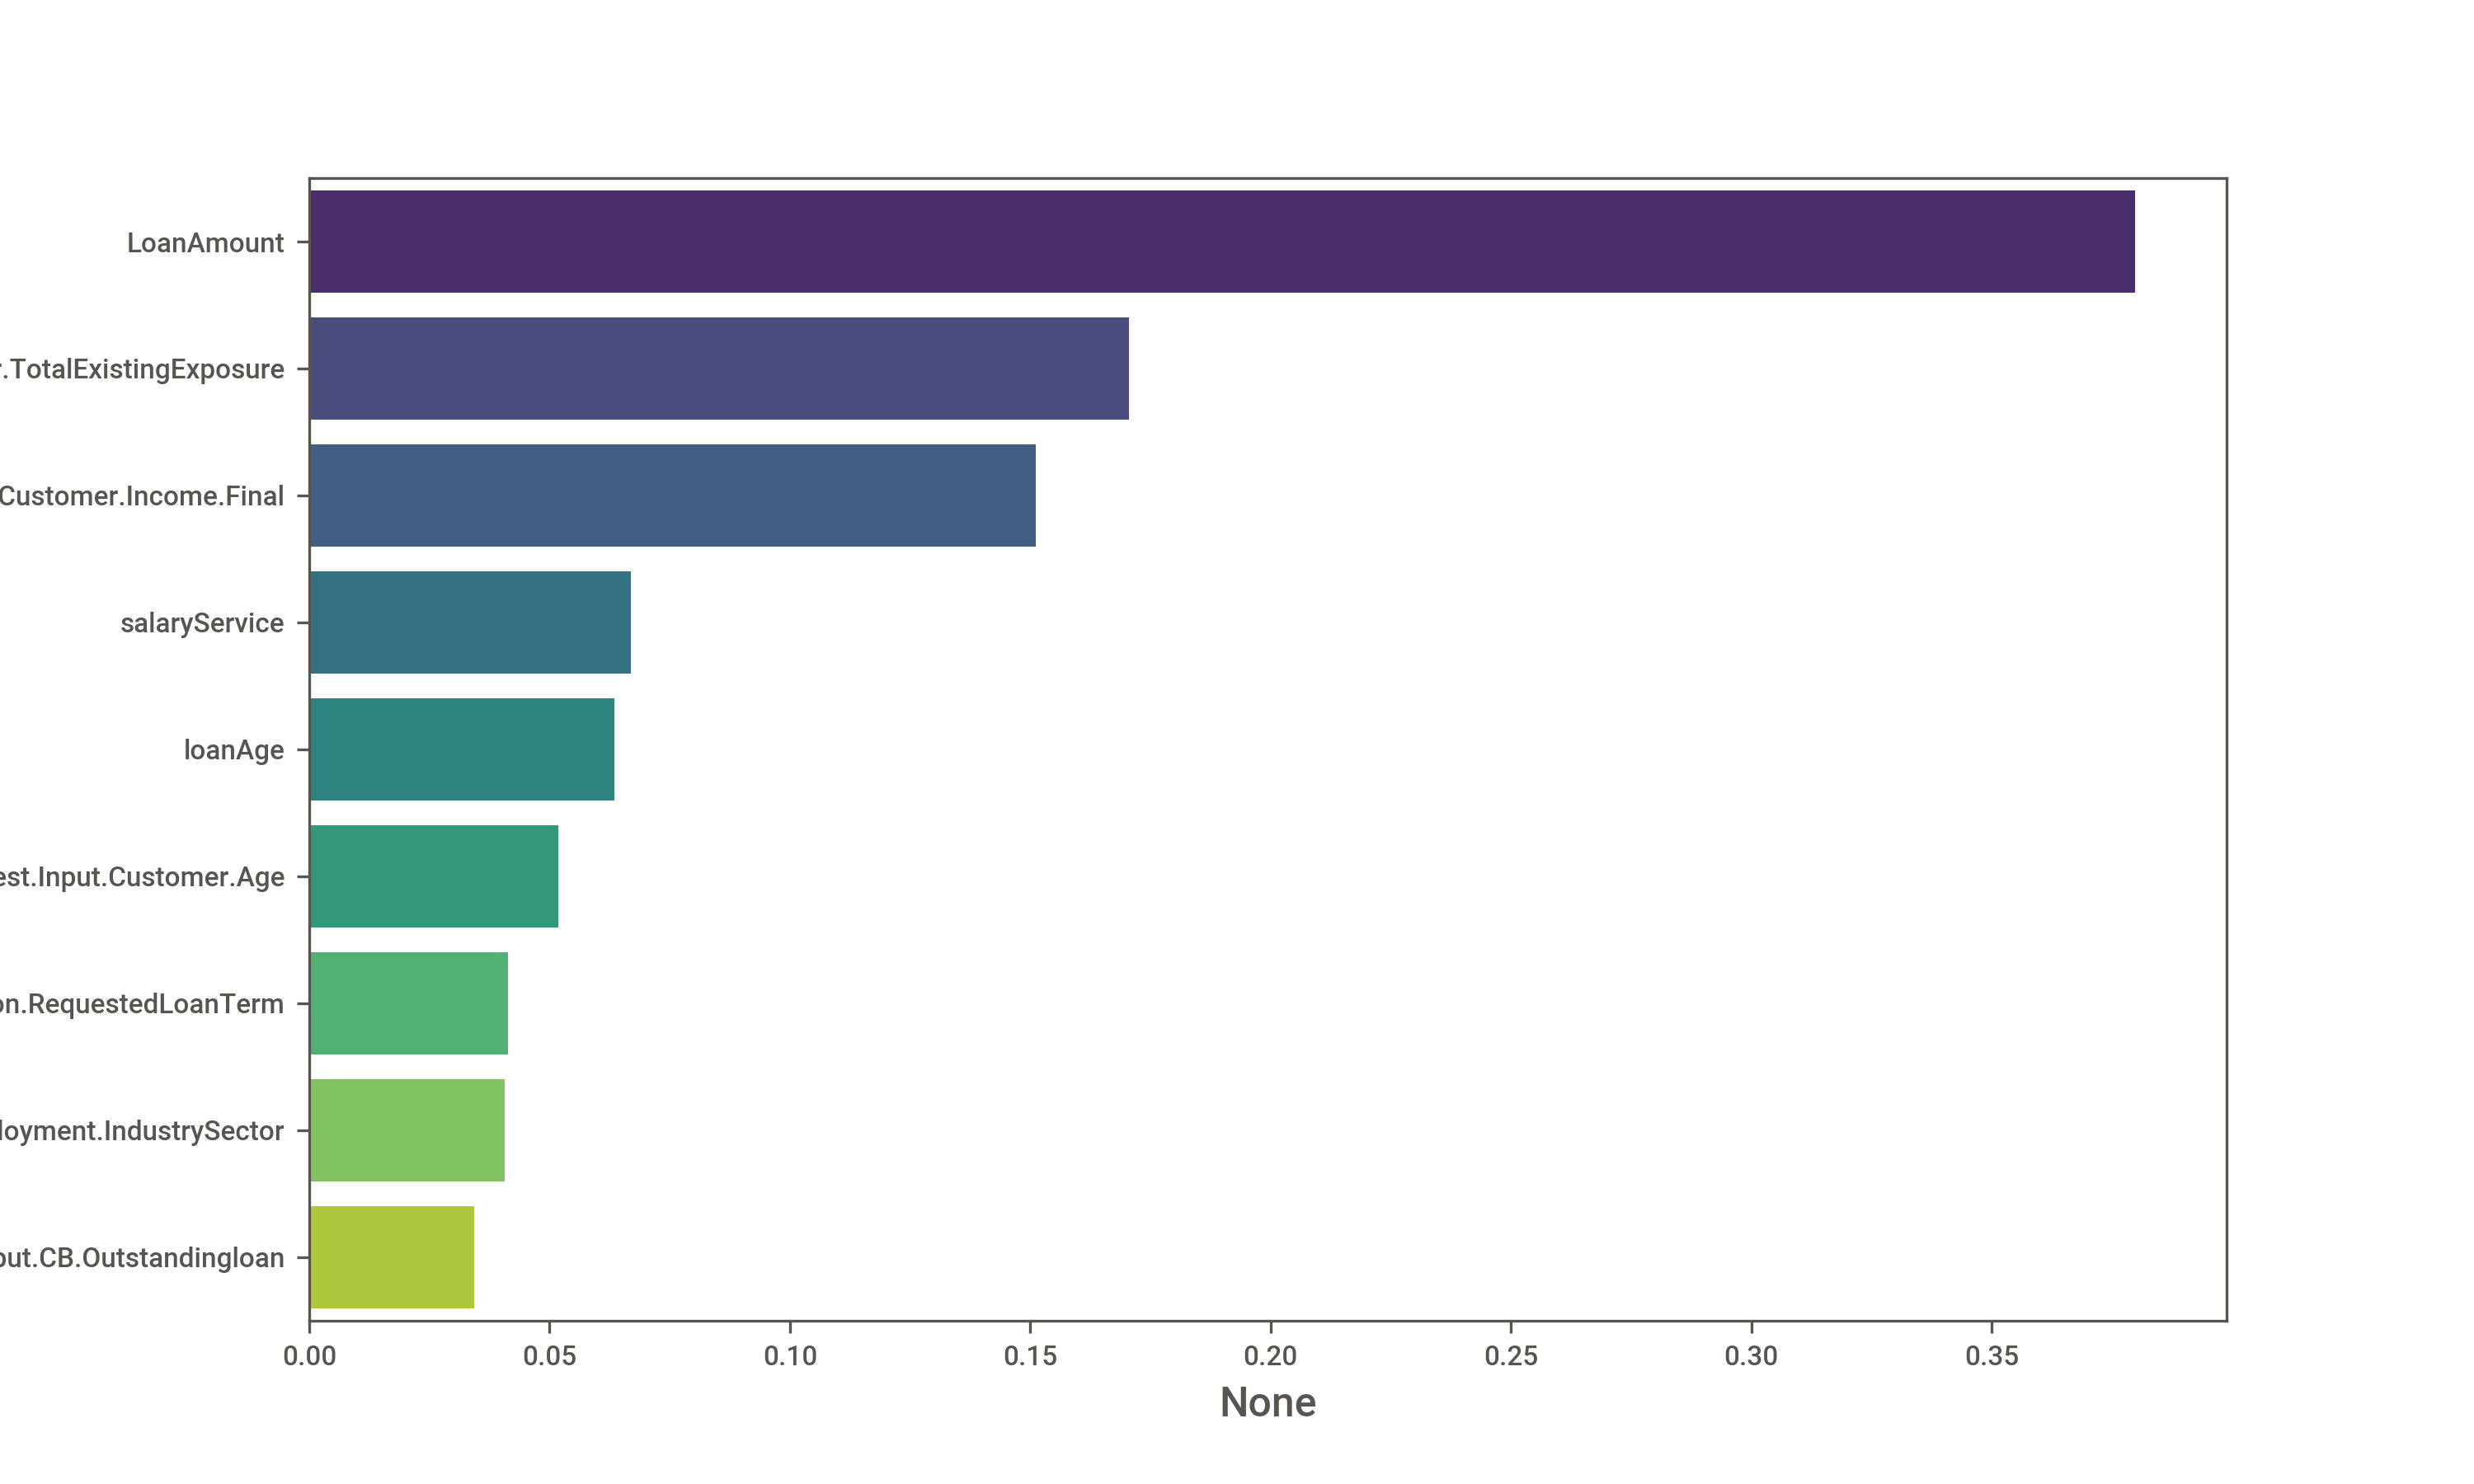 LoanAmount
.TotalExistingExposure
Customer.Income.Final
salaryService
loanAge
est.Input.Customer.Age
on.RequestedLoanTerm
loyment.IndustrySector
out.CB.Outstandingloan
0.00 0.05 0.10 0.15 0.20 0.25 0.30 0.35
None